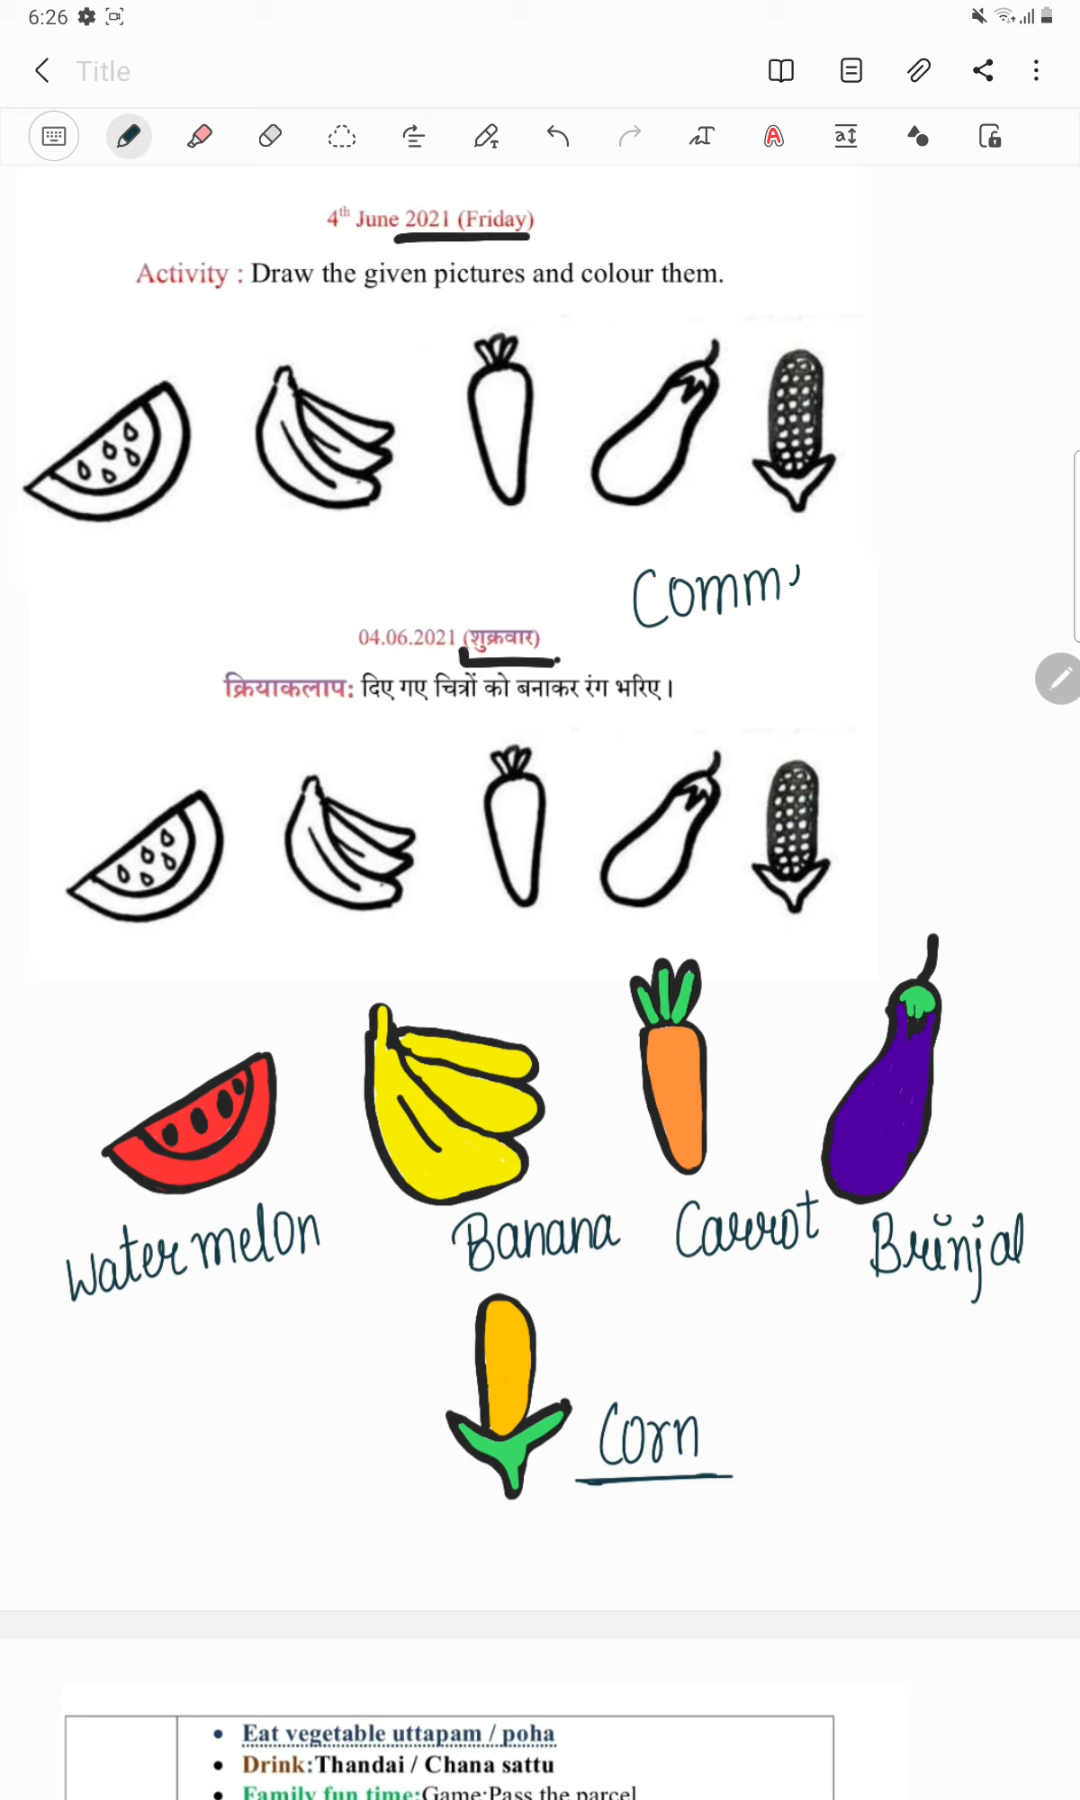 6:26
Title
4th June 2021 (Friday)
Activity : Draw the given pictures and colour them.
Comm,
04.06.2021 (शुक्रवार)
क्रियाकलाप: दिए गए चित्रों को बनाकर रंग भरिए।
Watermelon Banana Carrot Brinjal
Corn
• Eat vegetable uttapam / poha
• Drink:Thandai / Chana sattu
• Family fun time:Game:Pass the parcel